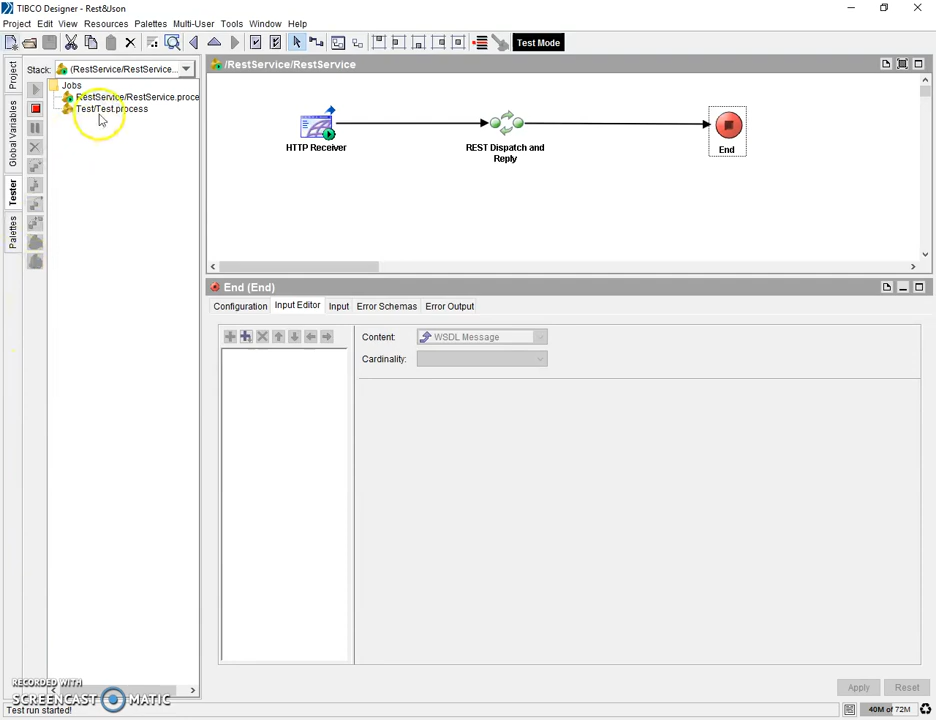 TIBCO Designer - Rest&Json
Project Edit View Resources Palettes Multi-User Tools Window Help
Test Mode
Project
Global Variables
Tester
Palettes
Stack: (RestService/RestService...
Jobs
RestService/RestService.proce
Test/Test.process
/RestService/RestService
HTTP Receiver
REST Dispatch and
Reply
End
End (End)
Configuration Input Editor Input Error Schemas Error Output
Content: WSDL Message
Cardinality:
Apply Reset
RECORDED WITH
SCREENCAST MATIC
Test run started!
40M of 72M